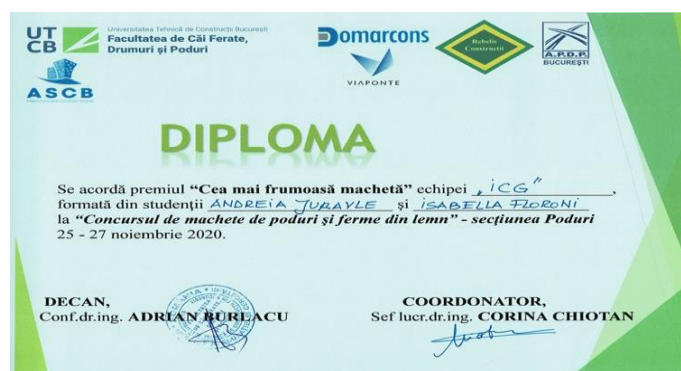 UT
CB
Universitatea Tehnică de Construcții București
Facultatea de Căi Ferate,
Drumuri și Poduri
ASCB
Domarcons
VIAPONTE
Rebelis
Constructii
A.P.D.P.
BUCUREȘTI
DIPLOMA
Se acordă premiul “Cea mai frumoasă machetă” echipei „iCG”,
formată din studenții ANDREIA JURAVLE și ISABELLA FLORONI
la “Concursul de machete de poduri și ferme din lemn” - secțiunea Poduri
25 - 27 noiembrie 2020.
DECAN,
Conf.dr.ing. ADRIAN BURLACU
COORDONATOR,
Sef lucr.dr.ing. CORINA CHIOTAN